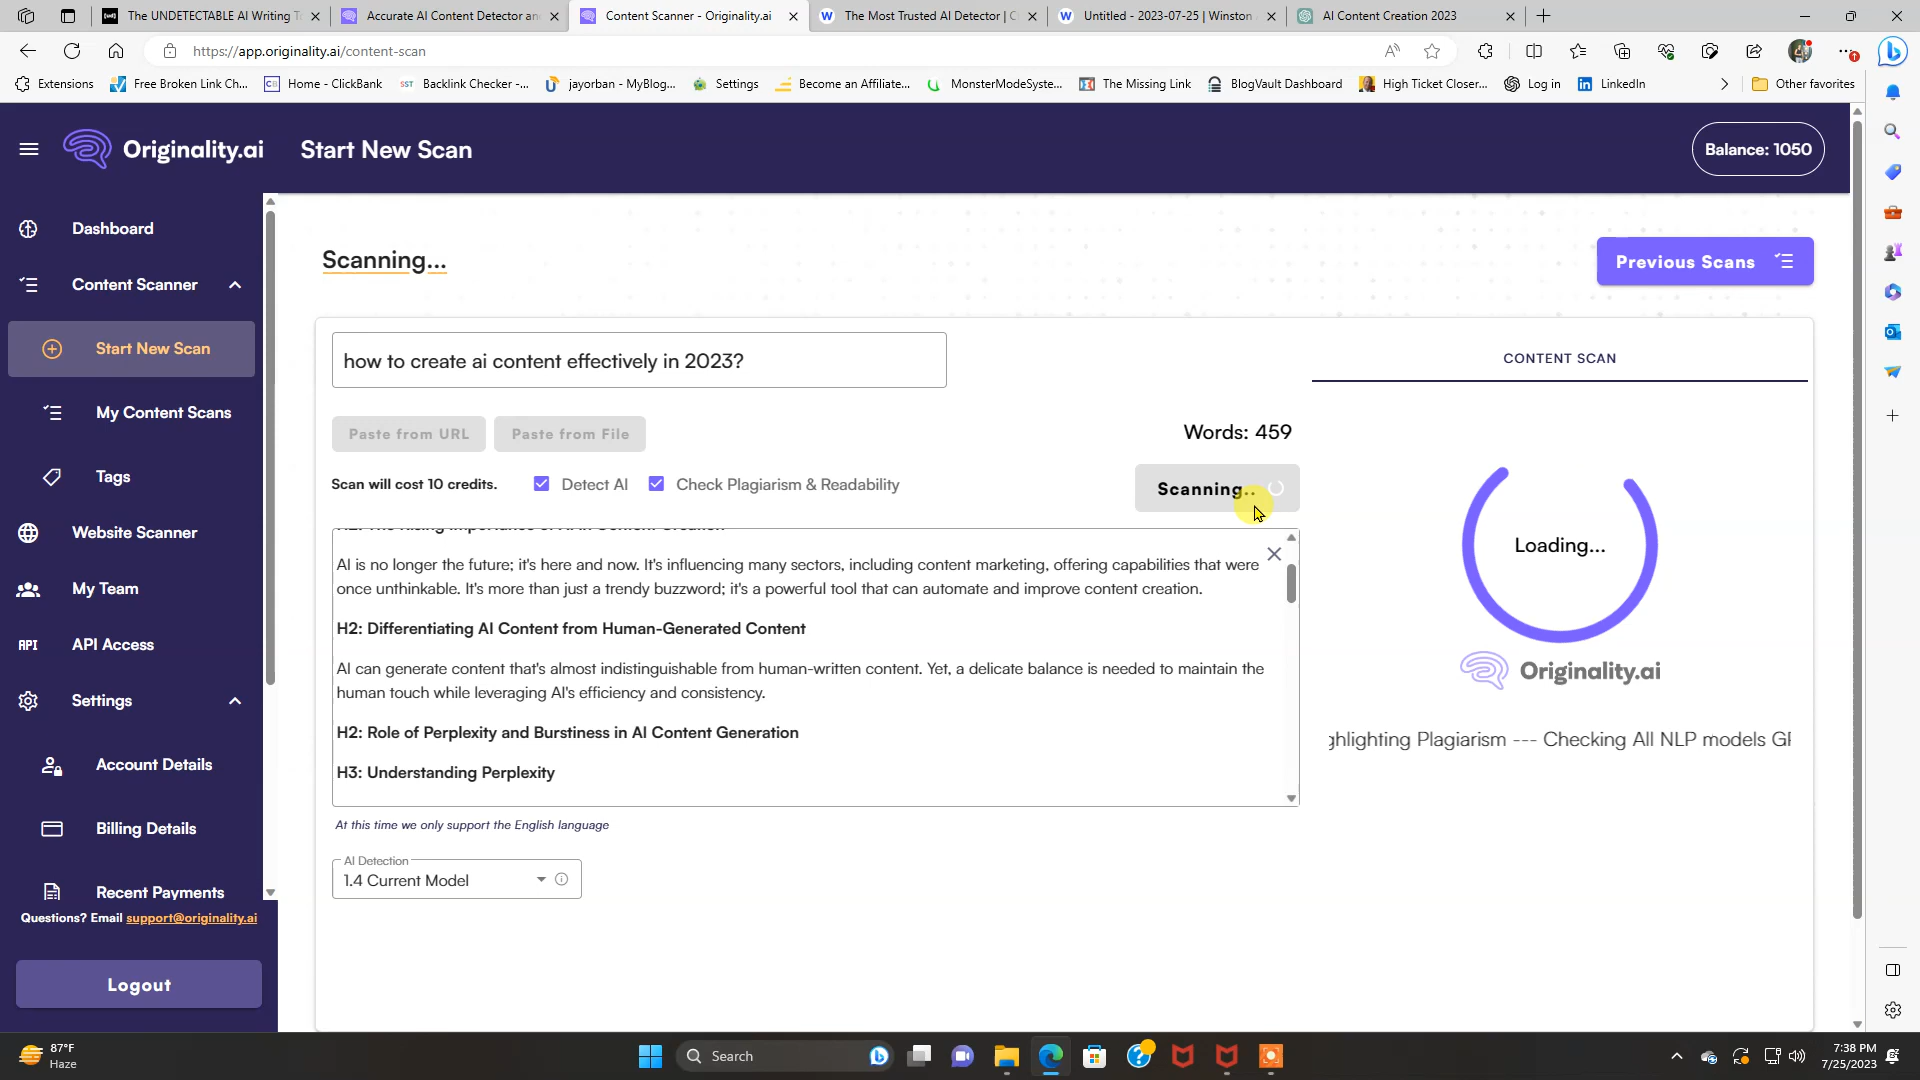 The UNDETECTABLE AI Writing T
Accurate AI Content Detector an
Content Scanner - Originality.ai
The Most Trusted AI Detector | C
Untitled - 2023-07-25 | Winston
AI Content Creation 2023
https://app.originality.ai/content-scan
Extensions
Free Broken Link Ch...
Home - ClickBank
Backlink Checker -...
jayorban - MyBlog...
Settings
Become an Affiliate...
MonsterModeSyste...
The Missing Link
BlogVault Dashboard
High Ticket Closer...
Log in
LinkedIn
Other favorites
Originality.ai
Start New Scan
Balance: 1050
Dashboard
Content Scanner
Start New Scan
My Content Scans
Tags
Website Scanner
My Team
API
API Access
Settings
Account Details
Billing Details
Recent Payments
Questions? Email support@originality.ai
Logout
Scanning...
Previous Scans
how to create ai content effectively in 2023?
Paste from URL
Paste from File
Words: 459
Scan will cost 10 credits.
Detect AI
Check Plagiarism & Readability
Scanning..
AI is no longer the future; it's here and now. It's influencing many sectors, including content marketing, offering capabilities that were
once unthinkable. It's more than just a trendy buzzword; it's a powerful tool that can automate and improve content creation.
H2: Differentiating AI Content from Human-Generated Content
AI can generate content that's almost indistinguishable from human-written content. Yet, a delicate balance is needed to maintain the
human touch while leveraging AI's efficiency and consistency.
H2: Role of Perplexity and Burstiness in AI Content Generation
H3: Understanding Perplexity
At this time we only support the English language
AI Detection
1.4 Current Model
CONTENT SCAN
Loading...
Originality.ai
ghlighting Plagiarism --- Checking All NLP models GI
87°F
Haze
Search
7:38 PM
7/25/2023